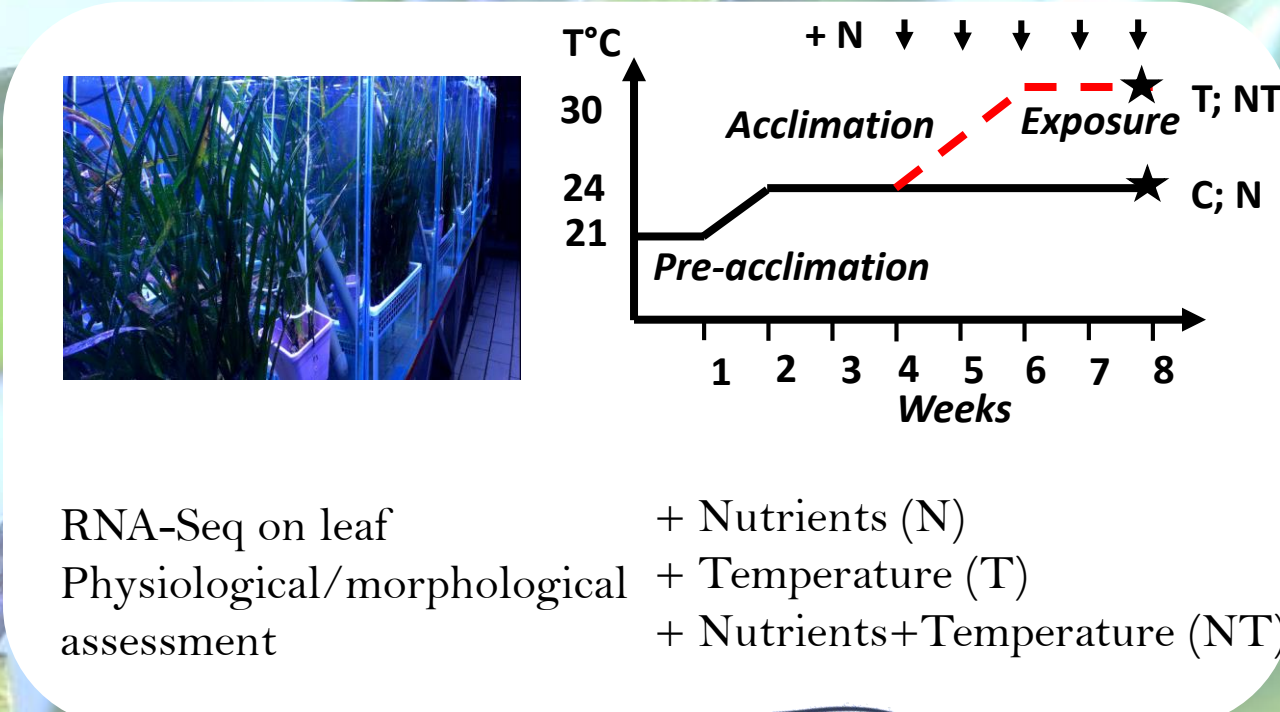 T°C
+ N
30
24
21
Acclimation
Exposure
T; NT
C; N
Pre-acclimation
1 2 3 4 5 6 7 8
Weeks
RNA-Seq on leaf
Physiological/morphological
assessment
+ Nutrients (N)
+ Temperature (T)
+ Nutrients+Temperature (NT)